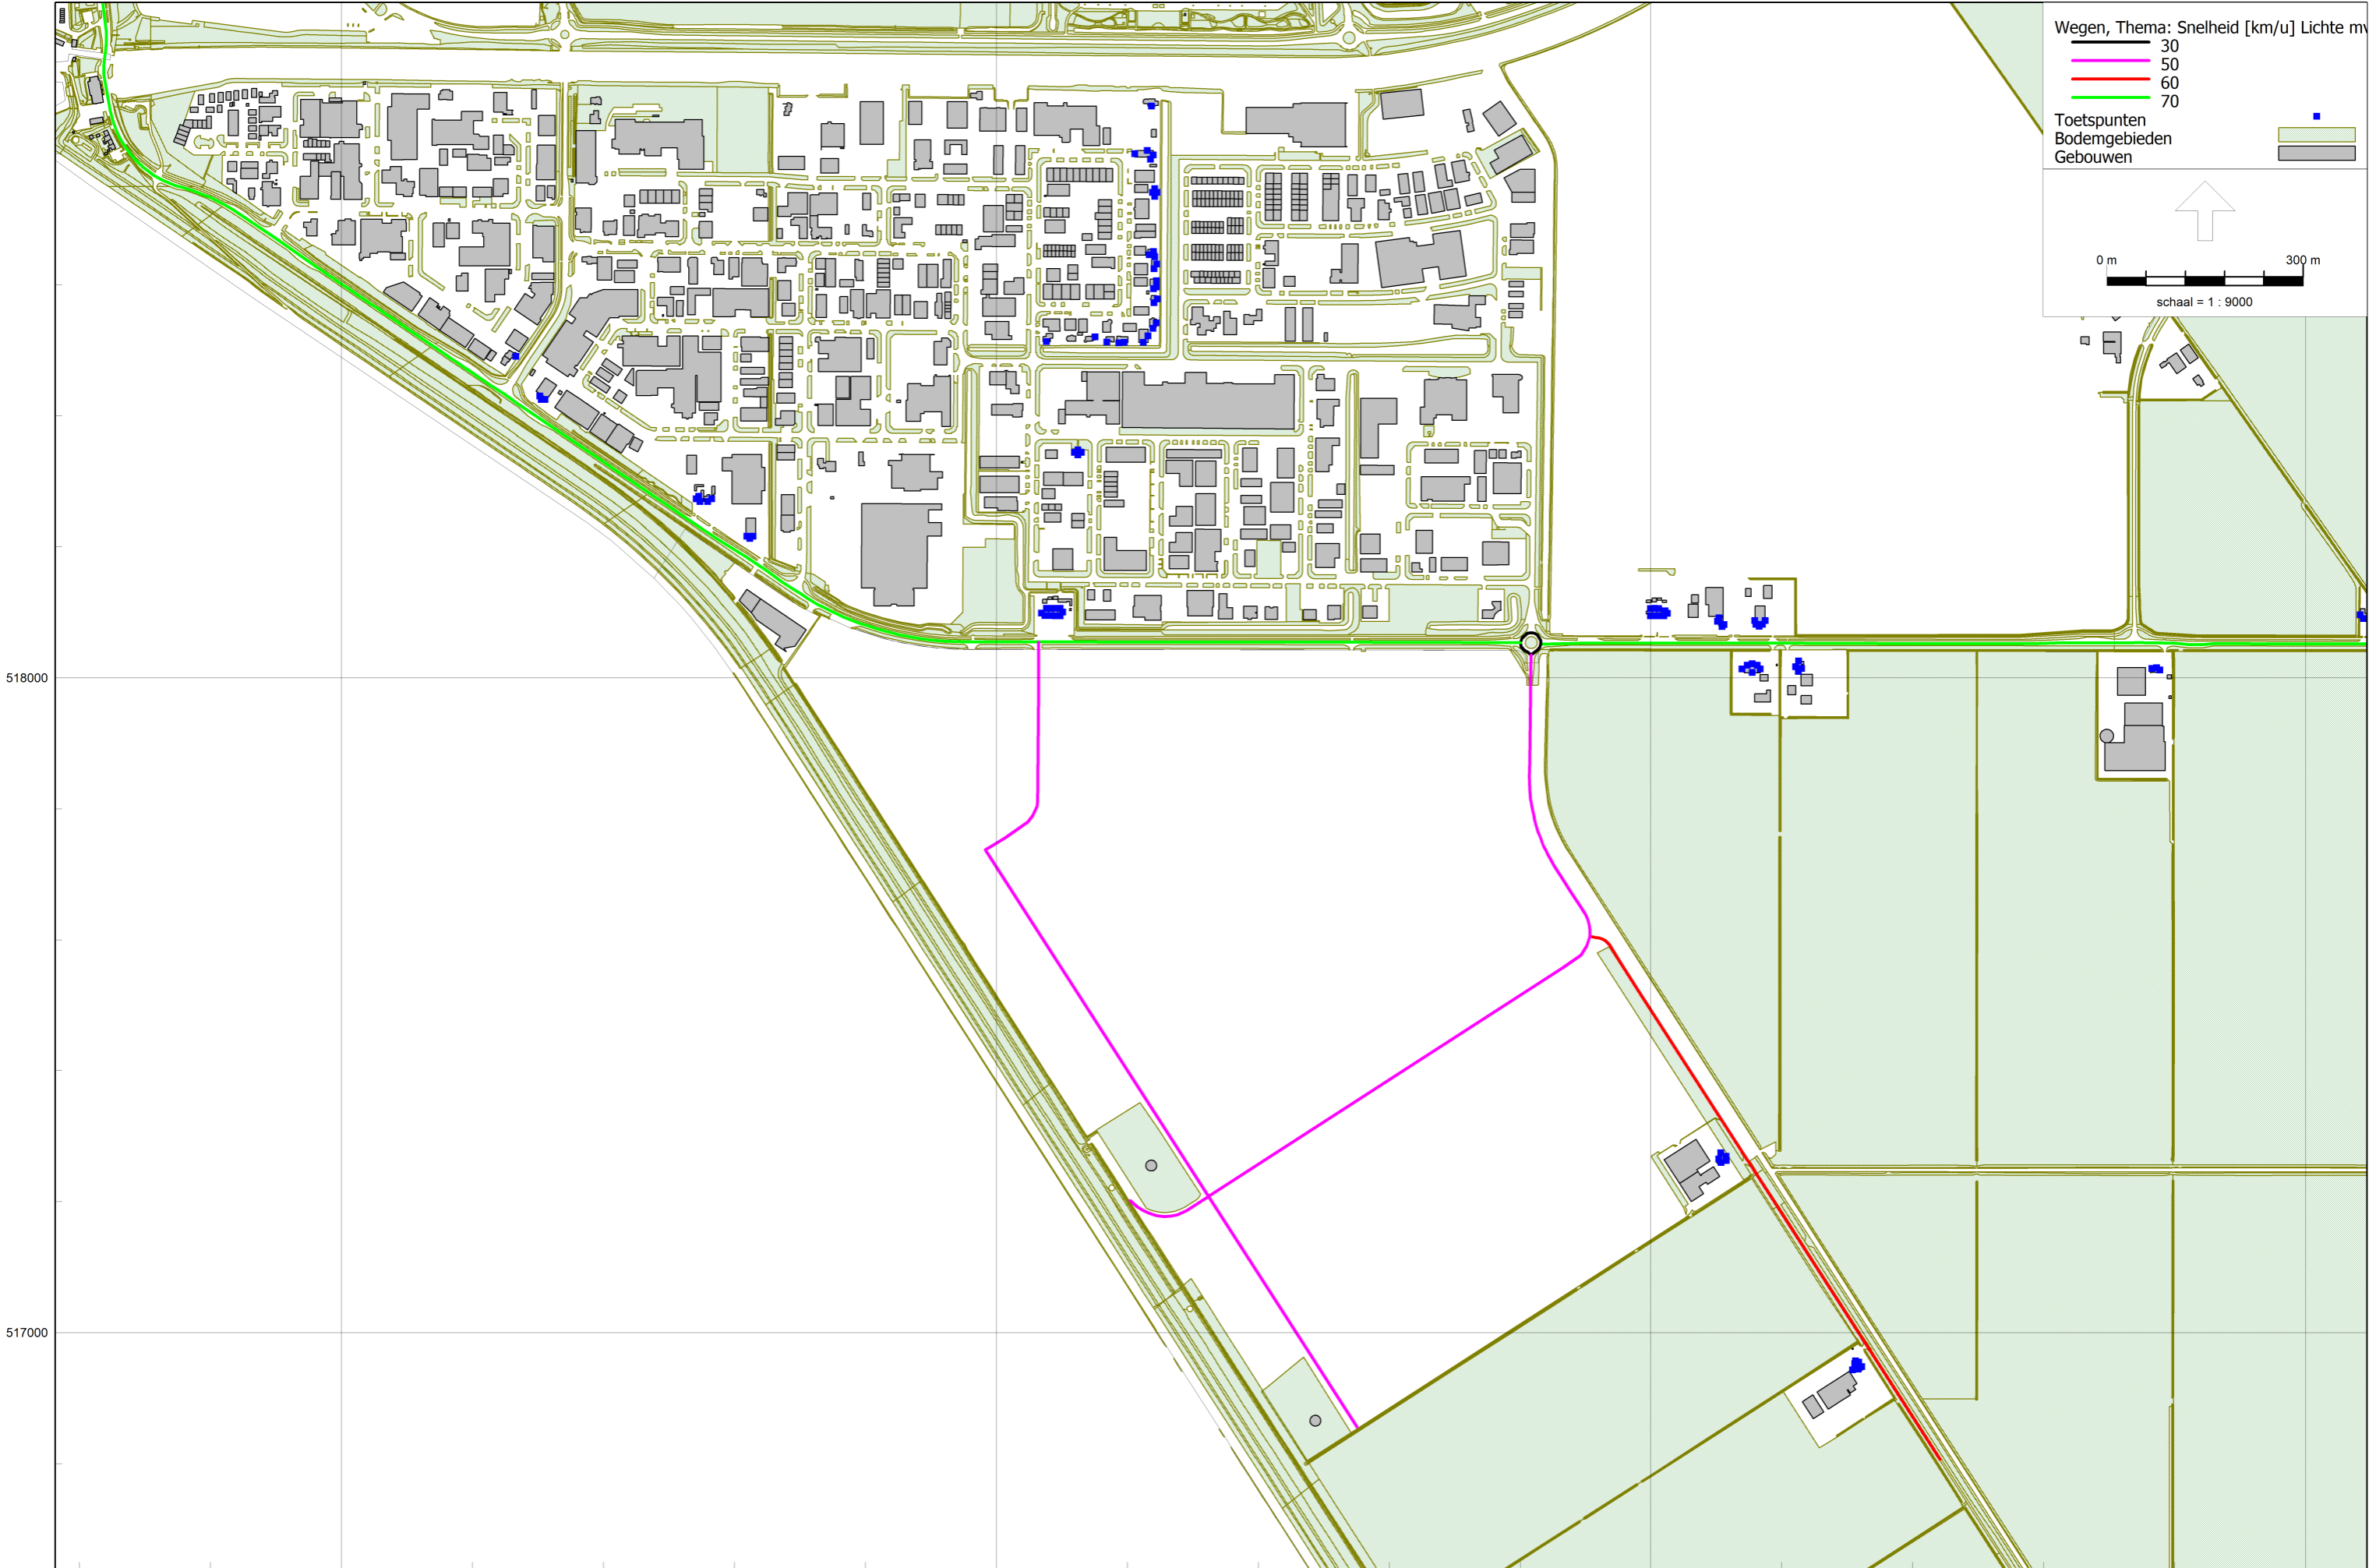 Wegen, Thema: Snelheid [km/u] Lichte mv
30
50
60
70
Toetspunten
Bodemgebieden
Gebouwen
0 m 300 m
schaal = 1 : 9000
518000
517000